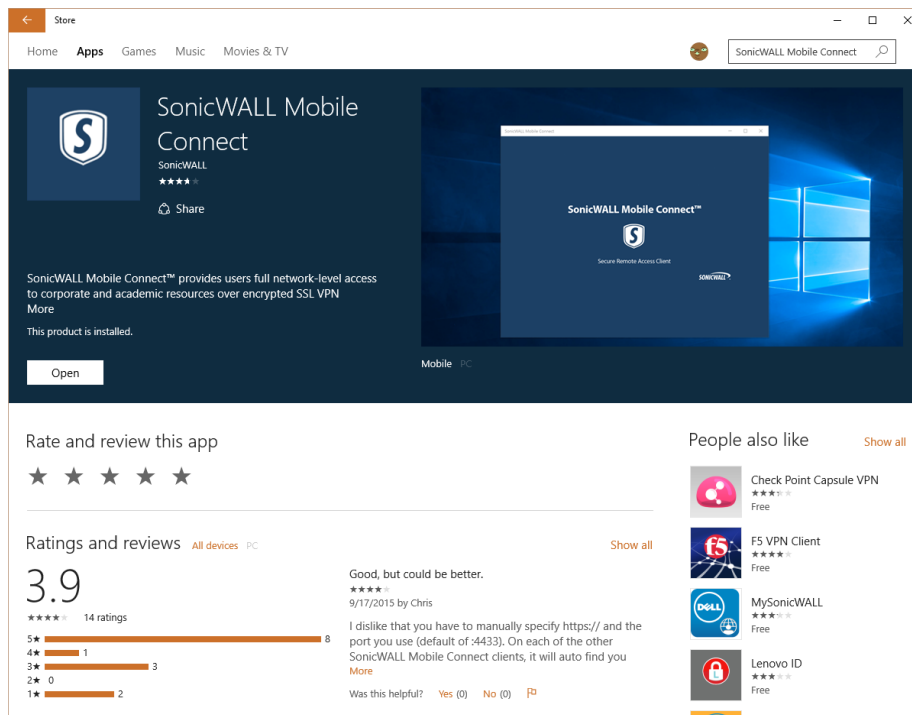 Store
Home Apps Games Music Movies & TV
SonicWALL Mobile Connect
SonicWALL Mobile
Connect
SonicWALL
Share
SonicWALL Mobile Connect™ provides users full network-level access
to corporate and academic resources over encrypted SSL VPN
More
This product is installed.
Open
SonicWALL Mobile Connect
SonicWALL Mobile Connect™
S
Secure Remote Access Client
SONICWALL
Mobile PC
Rate and review this app
Ratings and reviews All devices PC
Show all
3.9
14 ratings
5★ 8
4★ 1
3★ 3
2★ 0
1★ 2
Good, but could be better.
9/17/2015 by Chris
I dislike that you have to manually specify https:// and the
port you use (default of :4433). On each of the other
SonicWALL Mobile Connect clients, it will auto find you
More
Was this helpful? Yes (0) No (0)
People also like
Show all
Check Point Capsule VPN
Free
f5
F5 VPN Client
Free
DELL
MySonicWALL
Free
L
Lenovo ID
Free